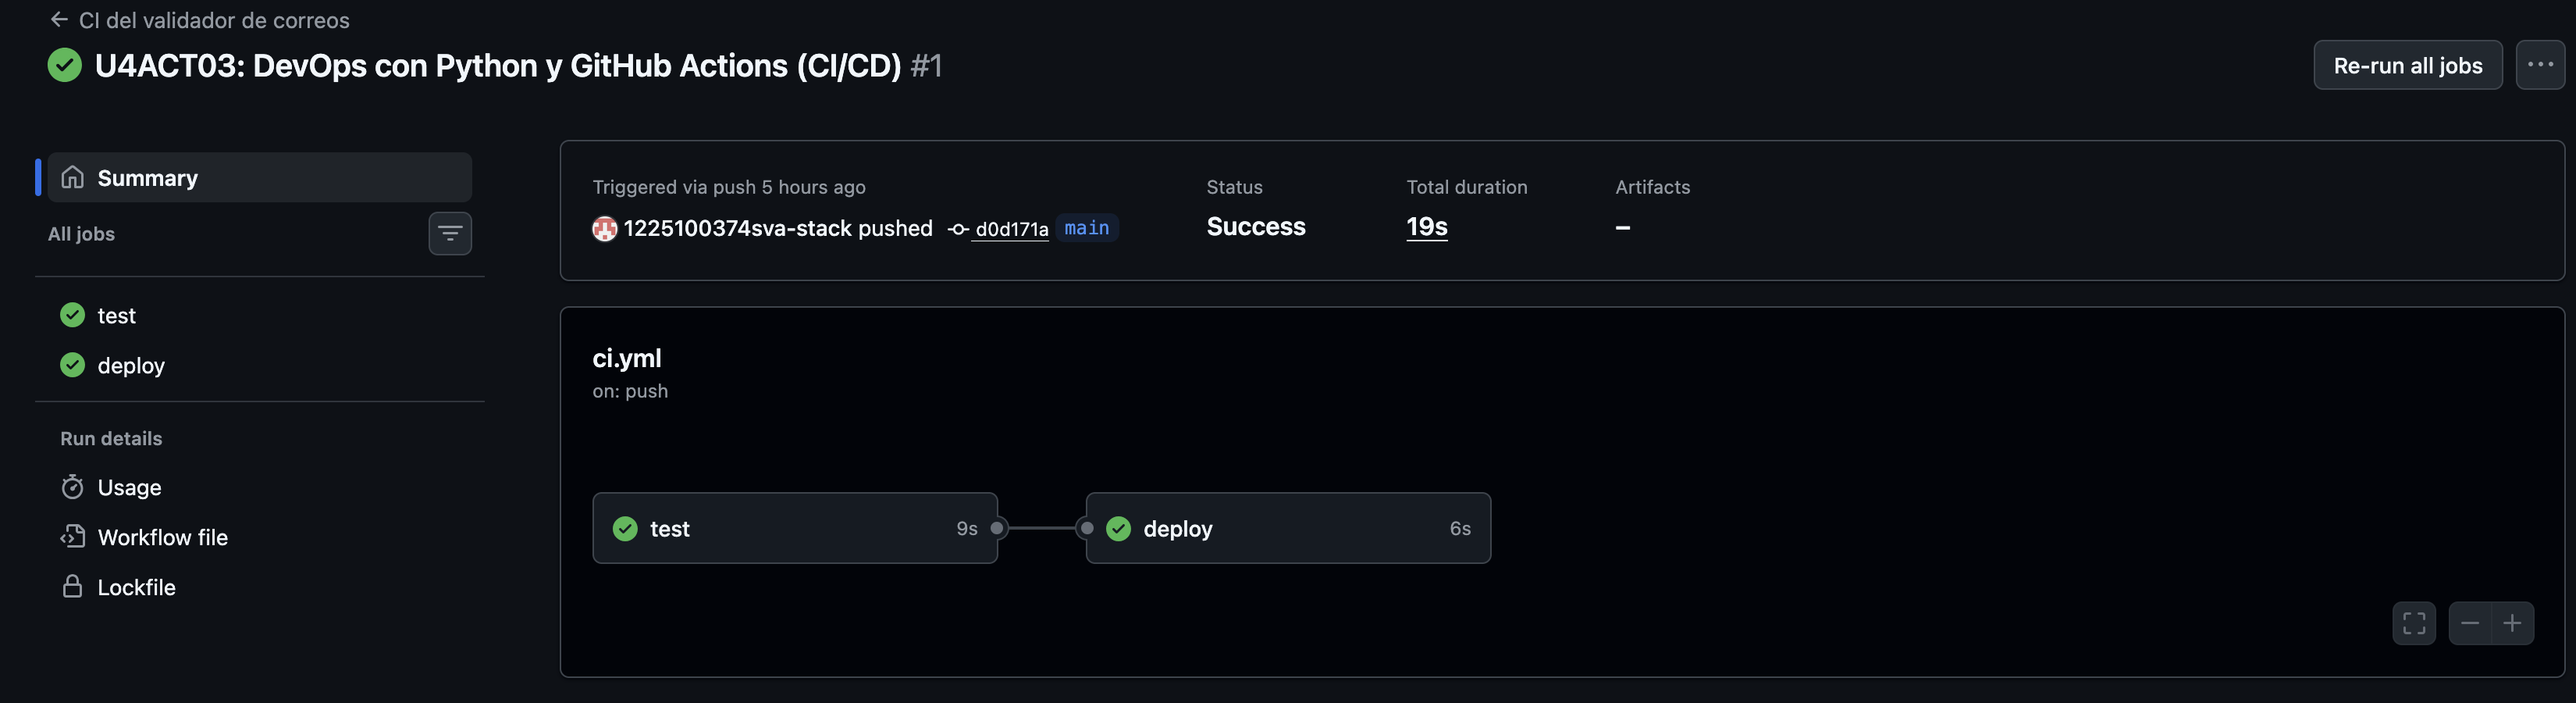 ← CI del validador de correos
U4ACT03: DevOps con Python y GitHub Actions (CI/CD) #1
Re-run all jobs
Summary
All jobs
test
deploy
Run details
Usage
Workflow file
Lockfile
Triggered via push 5 hours ago
1225100374sva-stack pushed d0d171a main
Status
Success
Total duration
19s
Artifacts
–
ci.yml
on: push
test 9s
deploy 6s